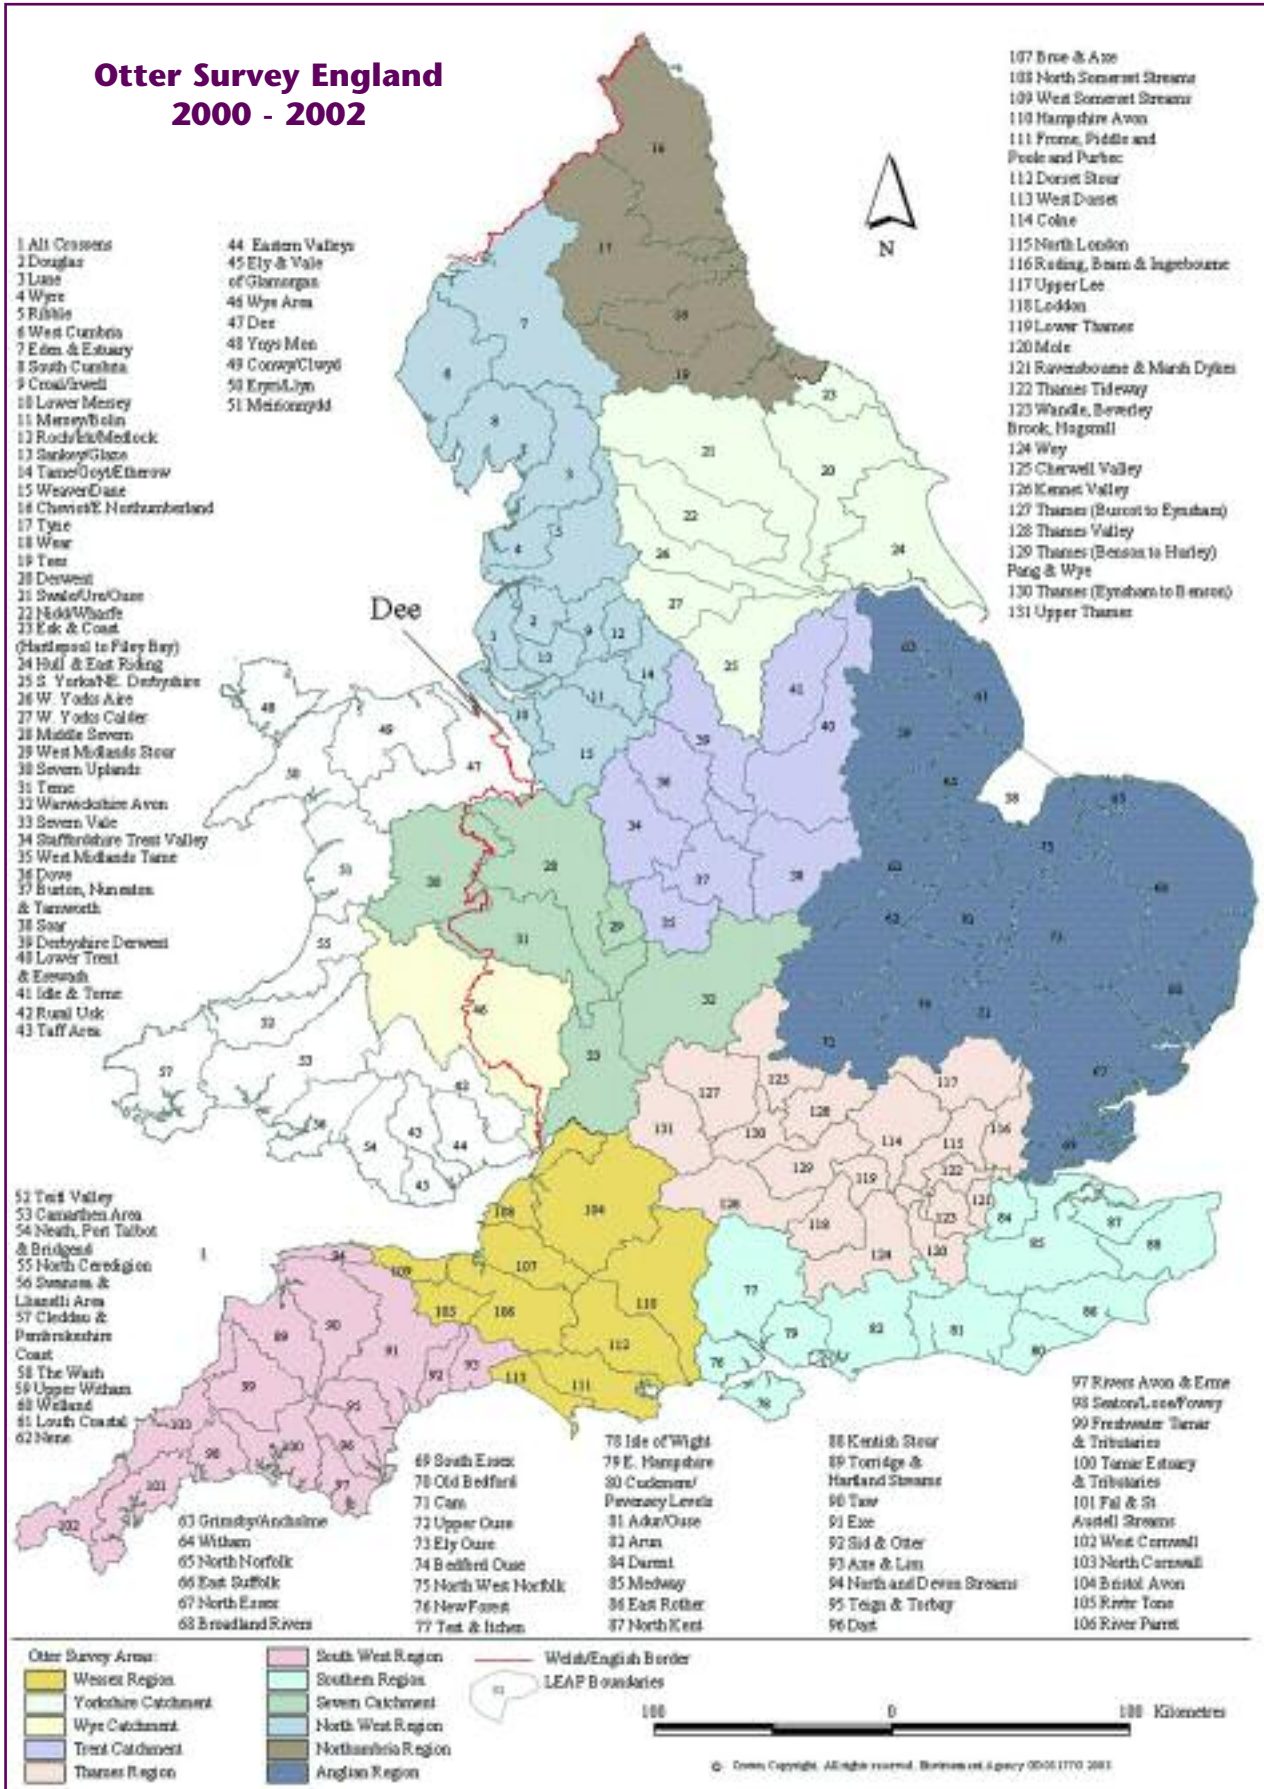 Otter Survey England
2000 - 2002
N
Dee
1 Alt Crossens
2 Douglas
3 Lune
4 Wyre
5 Ribble
6 West Cumbria
7 Eden & Estuary
8 South Cumbria
9 Croal/Irwell
10 Lower Mersey
11 Mersey/Bolin
12 Roch/Irk/Medlock
13 Sankey/Glaze
14 Tame/Goyt/Etherow
15 Weaver/Dane
16 Cheviot/E Northumberland
17 Tyne
18 Wear
19 Tees
20 Derwent
21 Swale/Ure/Ouse
22 Nidd/Wharfe
23 Esk & Coast
(Hartlepool to Filey Bay)
24 Hull & East Riding
25 S. Yorks/NE. Derbyshire
26 W. Yorks Aire
27 W. Yorks Calder
28 Middle Severn
29 West Midlands Stour
30 Severn Uplands
31 Teme
32 Warwickshire Avon
33 Severn Vale
34 Staffordshire Trent Valley
35 West Midlands Tame
36 Dove
37 Burton, Nuneaton
& Tamworth
38 Soar
39 Derbyshire Derwent
40 Lower Trent
& Erewash
41 Idle & Torne
42 Rural Usk
43 Taff Area
44 Eastern Valleys
45 Ely & Vale
of Glamorgan
46 Wye Area
47 Dee
48 Ynys Mon
49 Conwy/Clwyd
50 Eryri/Llyn
51 Meirionnydd
52 Teifi Valley
53 Camarthen Area
54 Neath, Port Talbot
& Bridgend
55 North Ceredigion
56 Swansea &
Llanelli Area
57 Cleddau &
Pembrokeshire
Coast
58 The Wash
59 Upper Witham
60 Welland
61 Louth Coastal
62 Nene
63 Grimsby/Ancholme
64 Witham
65 North Norfolk
66 East Suffolk
67 North Essex
68 Broadland Rivers
69 South Essex
70 Old Bedford
71 Cam
72 Upper Ouse
73 Ely Ouse
74 Bedford Ouse
75 North West Norfolk
76 New Forest
77 Test & Itchen
78 Isle of Wight
79 E. Hampshire
80 Cuckmere/
Pevensey Levels
81 Adur/Ouse
82 Arun
84 Darent
85 Medway
86 East Rother
87 North Kent
88 Kentish Stour
89 Torridge &
Hartland Streams
90 Taw
91 Exe
92 Sid & Otter
93 Axe & Lim
94 North and Devon Streams
95 Teign & Torbay
96 Dart
97 Rivers Avon & Erme
98 Seaton/Looe/Fowey
99 Freshwater Tamar
& Tributaries
100 Tamar Estuary
& Tributaries
101 Fal & St
Austell Streams
102 West Cornwall
103 North Cornwall
104 Bristol Avon
105 River Tone
106 River Parret
107 Brue & Axe
108 North Somerset Streams
109 West Somerset Streams
110 Hampshire Avon
111 Frome, Piddle and
Poole and Purbec
112 Dorset Stour
113 West Dorset
114 Colne
115 North London
116 Roding, Beam & Ingrebourne
117 Upper Lee
118 Loddon
119 Lower Thames
120 Mole
121 Ravensbourne & Marsh Dykes
122 Thames Tideway
123 Wandle, Beverley
Brook, Hogsmill
124 Wey
125 Cherwell Valley
126 Kennet Valley
127 Thames (Buscot to Eynsham)
128 Thames Valley
129 Thames (Benson to Hurley)
Pang & Wye
130 Thames (Eynsham to Benson)
131 Upper Thames
Otter Survey Areas:
Wessex Region
Yorkshire Catchment
Wye Catchment
Trent Catchment
Thames Region
South West Region
Southern Region
Severn Catchment
North West Region
Northumbria Region
Anglian Region
Welsh/English Border
LEAP Boundaries
100 0 100 Kilometres
© Crown Copyright. All rights reserved. Environment Agency